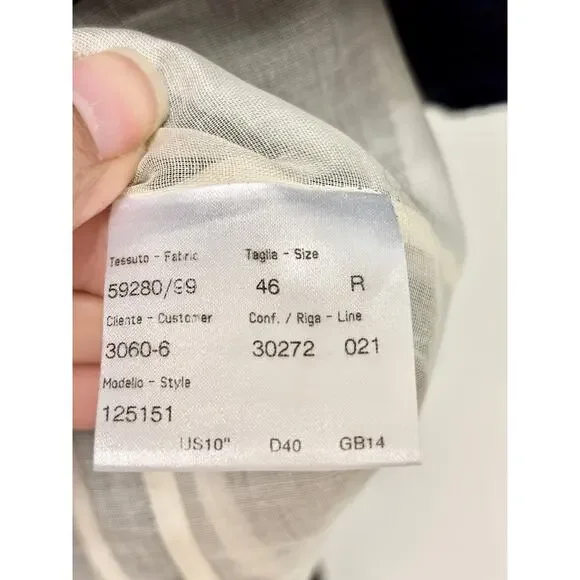 Tessuto - Fabric Taglia - Size
59280/99 46 R
Cliente - Customer Conf. / Riga - Line
3060-6 30272 021
Modello - Style
125151
US10" D40 GB14